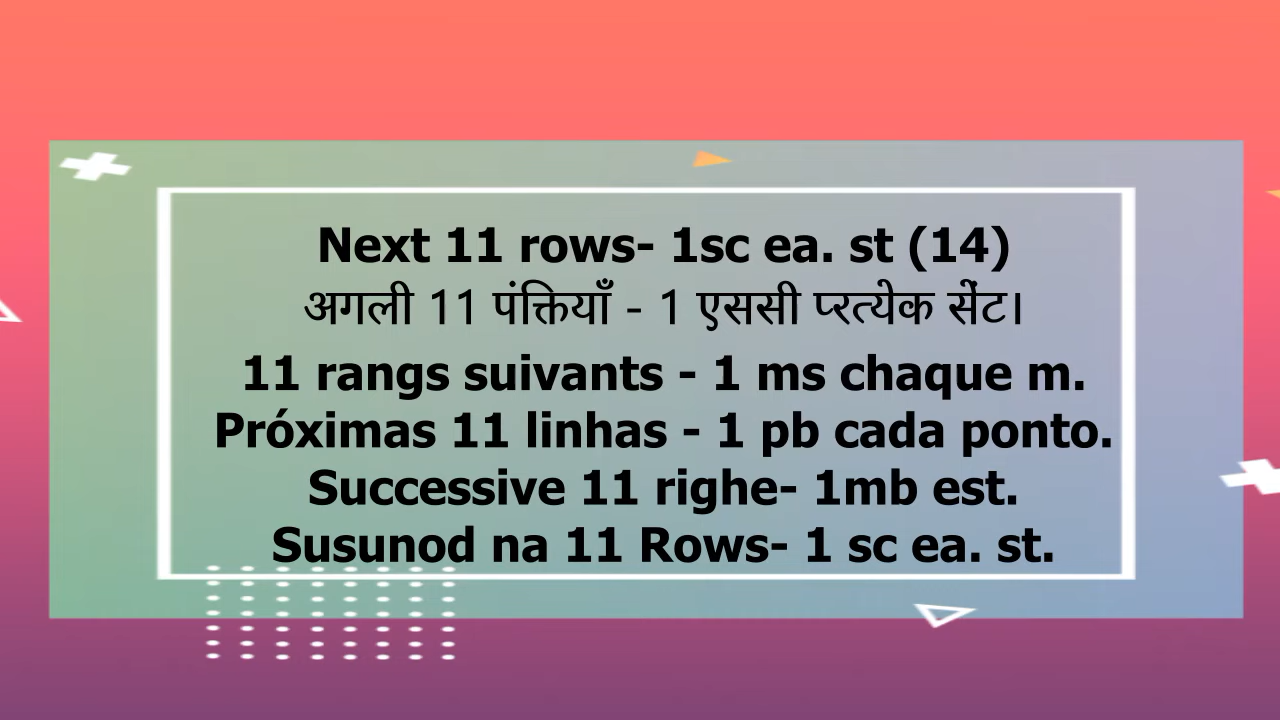 Next 11 rows- 1sc ea. st (14)
अगली 11 पंक्तियाँ - 1 एससी प्रत्येक सेंट।
11 rangs suivants - 1 ms chaque m.
Próximas 11 linhas - 1 pb cada ponto.
Successive 11 righe- 1mb est.
Susunod na 11 Rows- 1 sc ea. st.